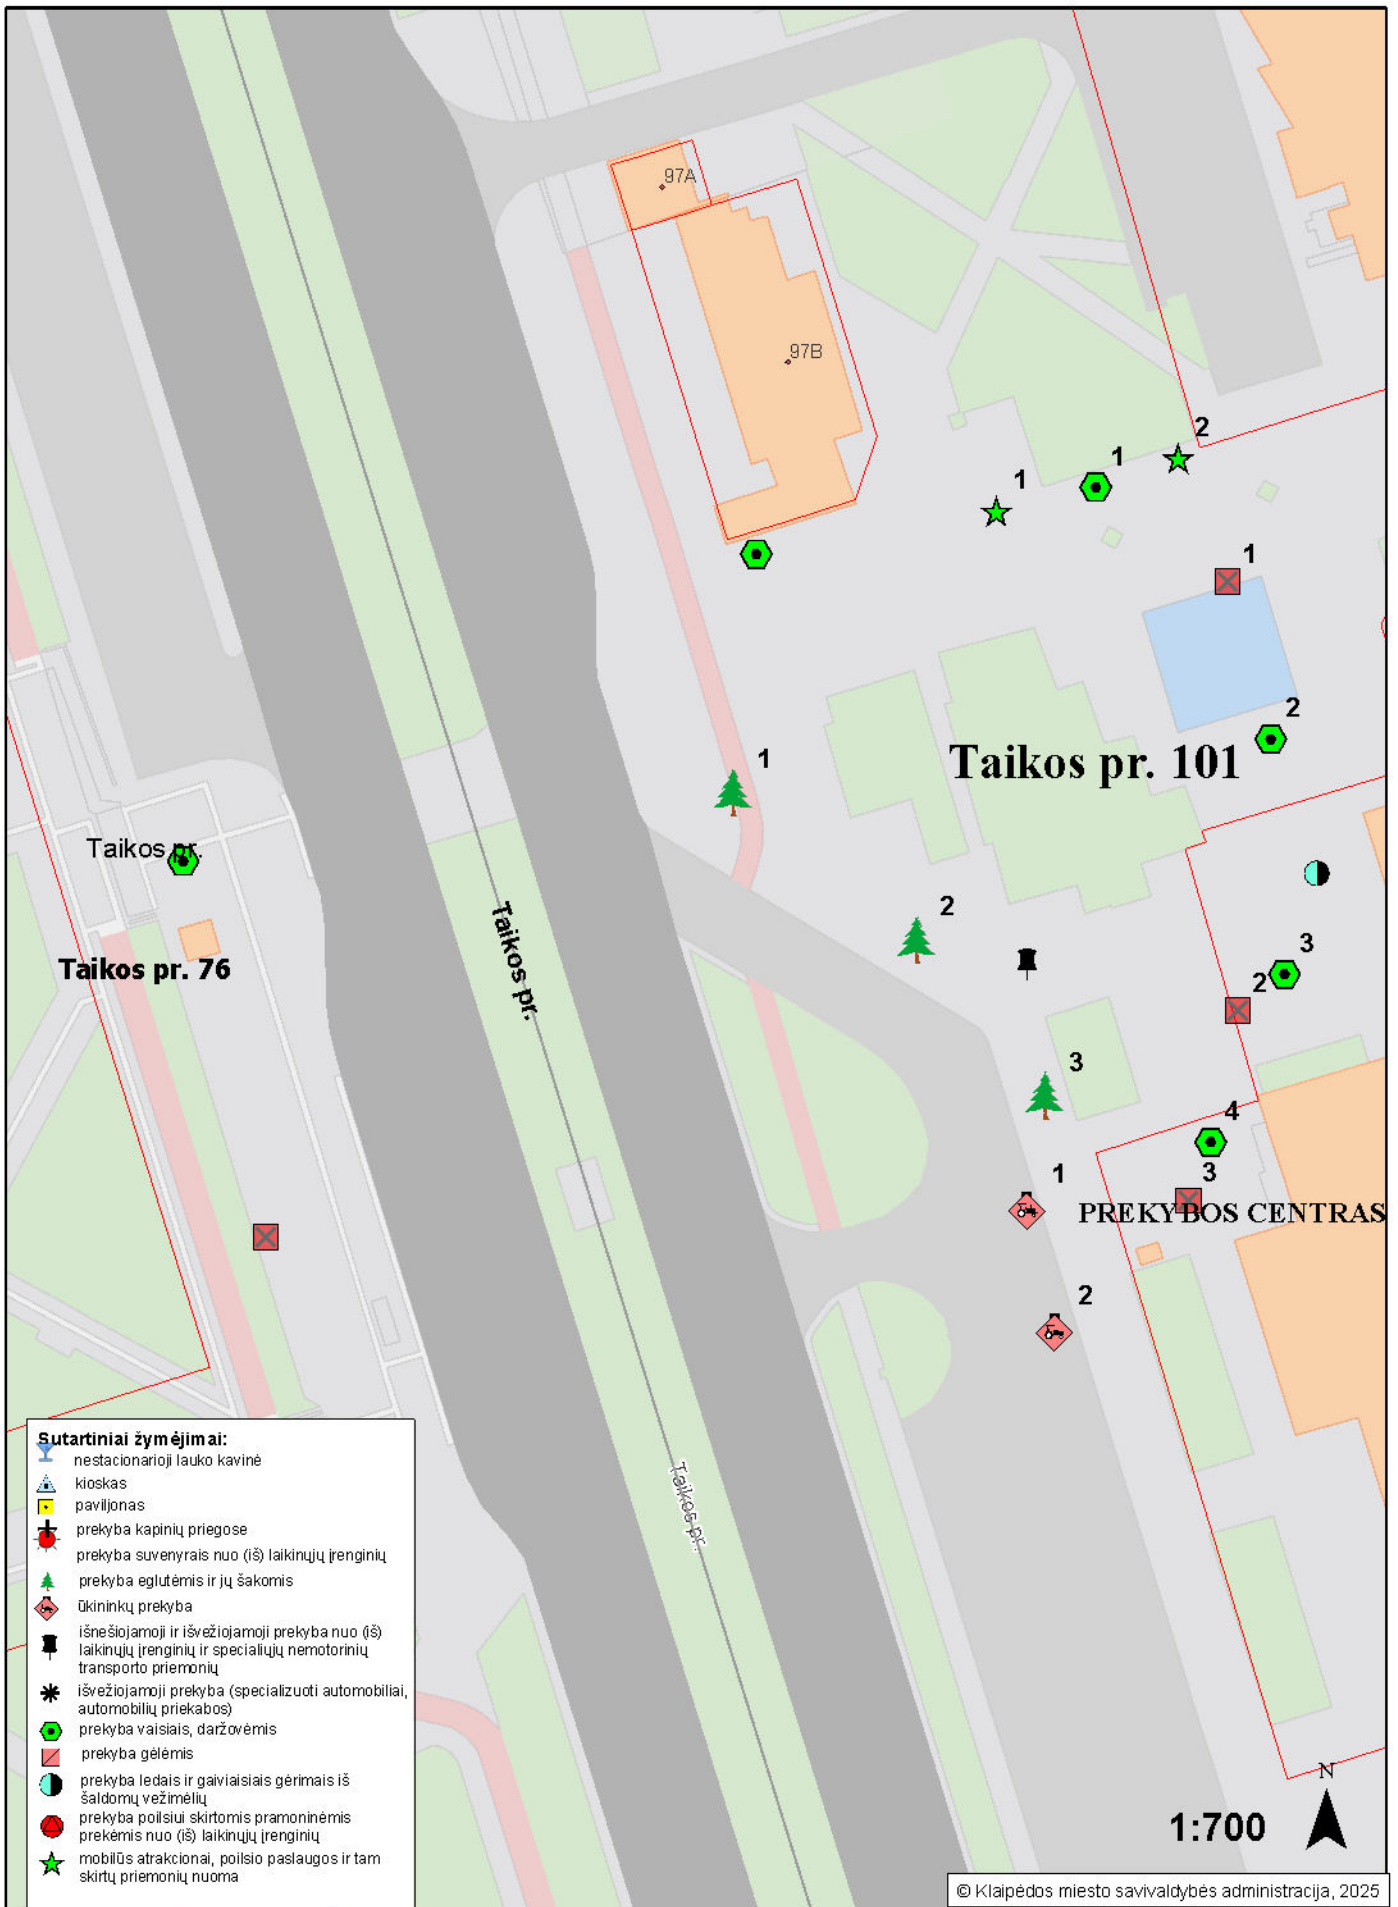 97A
97B
2
1
1
1
2
Taikos pr. 101
1
Taikos pr.
2
Taikos pr.
3
Taikos pr. 76
2
3
4
1
3
PREKYBOS CENTRAS
2
Taikos pr.
Sutartiniai žymėjimai:
nestacionarioji lauko kavinė
kioskas
paviljonas
prekyba kapinių priegose
prekyba suvenyrais nuo (iš) laikinųjų įrenginių
prekyba eglutėmis ir jų šakomis
ūkininkų prekyba
išnešiojamoji ir išvežiojamoji prekyba nuo (iš)
laikinųjų įrenginių ir specialiųjų nemotorinių
transporto priemonių
išvežiojamoji prekyba (specializuoti automobiliai,
automobilių priekabos)
prekyba vaisiais, daržovėmis
prekyba gėlėmis
prekyba ledais ir gaiviaisiais gėrimais iš
šaldomų vežimėlių
prekyba poilsiui skirtomis pramoninėmis
prekėmis nuo (iš) laikinųjų įrenginių
mobilūs atrakcionai, poilsio paslaugos ir tam
skirtų priemonių nuoma
N
1:700
© Klaipėdos miesto savivaldybės administracija, 2025